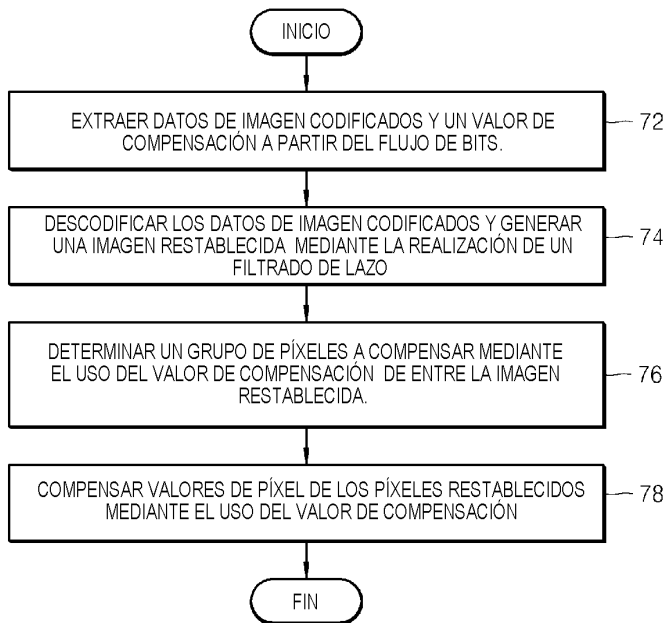 INICIO
EXTRAER DATOS DE IMAGEN CODIFICADOS Y UN VALOR DE
COMPENSACIÓN A PARTIR DEL FLUJO DE BITS.
72
DESCODIFICAR LOS DATOS DE IMAGEN CODIFICADOS Y GENERAR
UNA IMAGEN RESTABLECIDA MEDIANTE LA REALIZACIÓN DE UN
FILTRADO DE LAZO
74
DETERMINAR UN GRUPO DE PÍXELES A COMPENSAR MEDIANTE
EL USO DEL VALOR DE COMPENSACIÓN DE ENTRE LA IMAGEN
RESTABLECIDA.
76
COMPENSAR VALORES DE PÍXEL DE LOS PÍXELES RESTABLECIDOS
MEDIANTE EL USO DEL VALOR DE COMPENSACIÓN
78
FIN